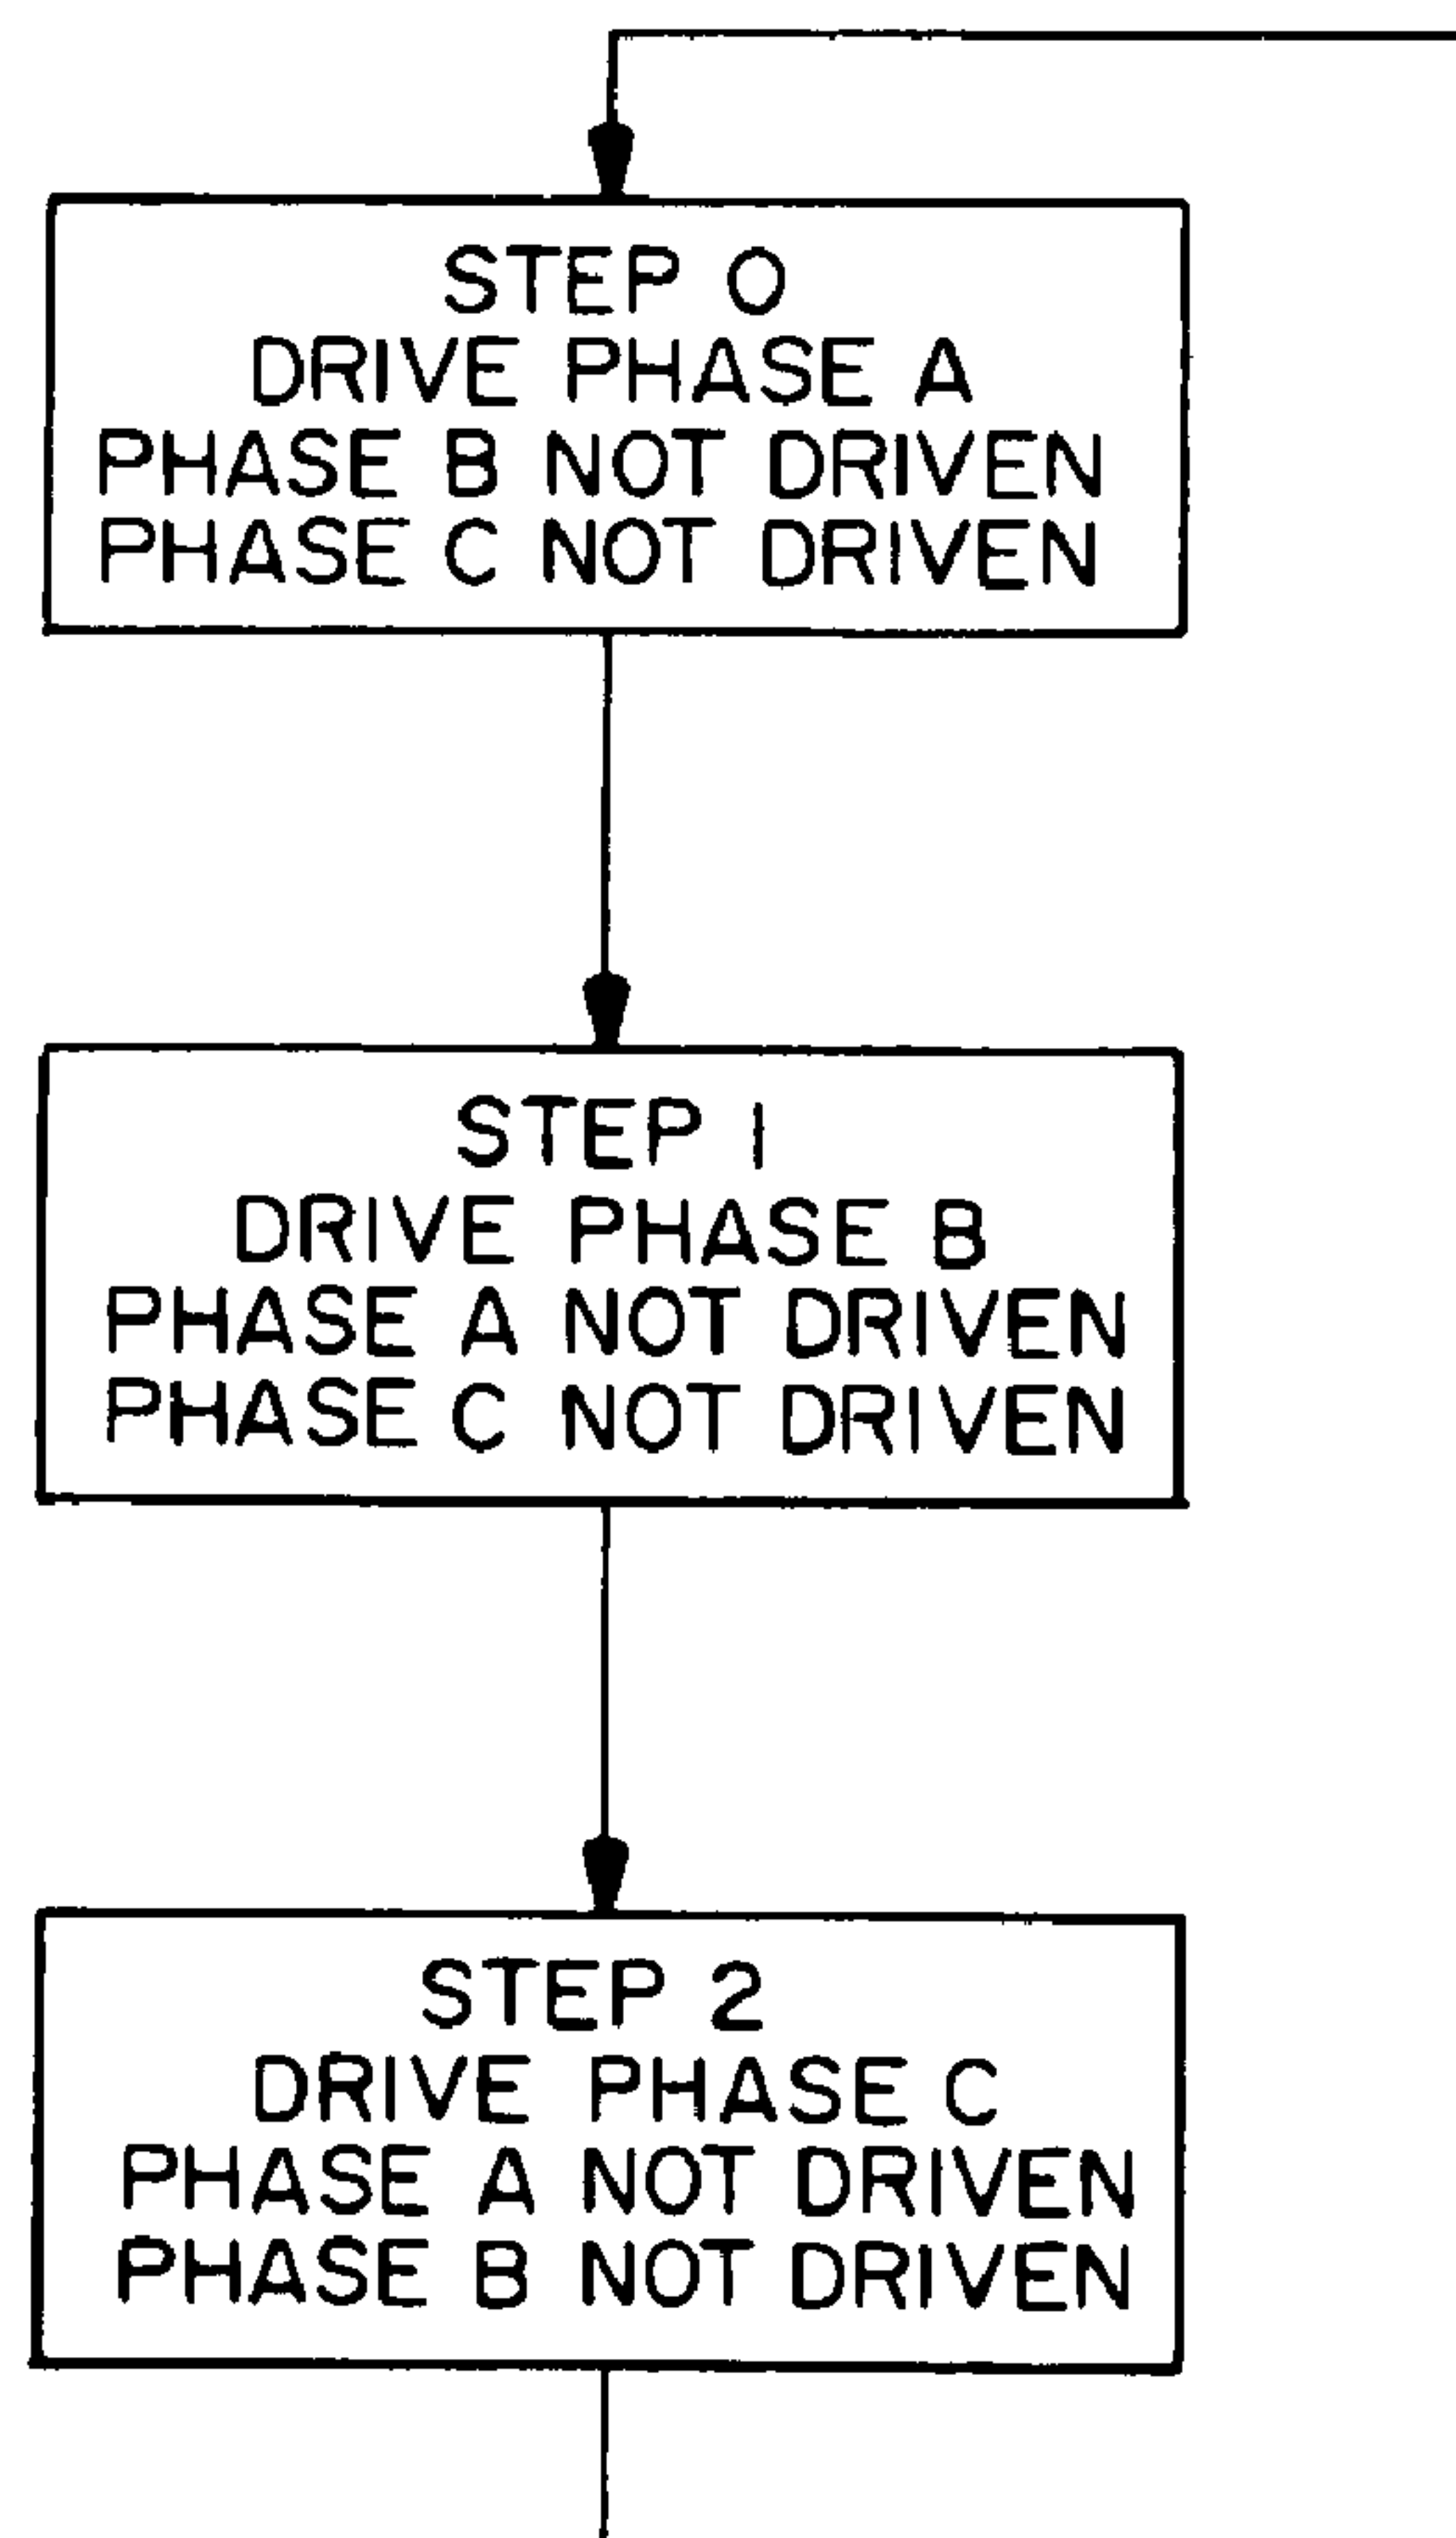 STEP 0
DRIVE PHASE A
PHASE B NOT DRIVEN
PHASE C NOT DRIVEN
STEP 1
DRIVE PHASE B
PHASE A NOT DRIVEN
PHASE C NOT DRIVEN
STEP 2
DRIVE PHASE C
PHASE A NOT DRIVEN
PHASE B NOT DRIVEN